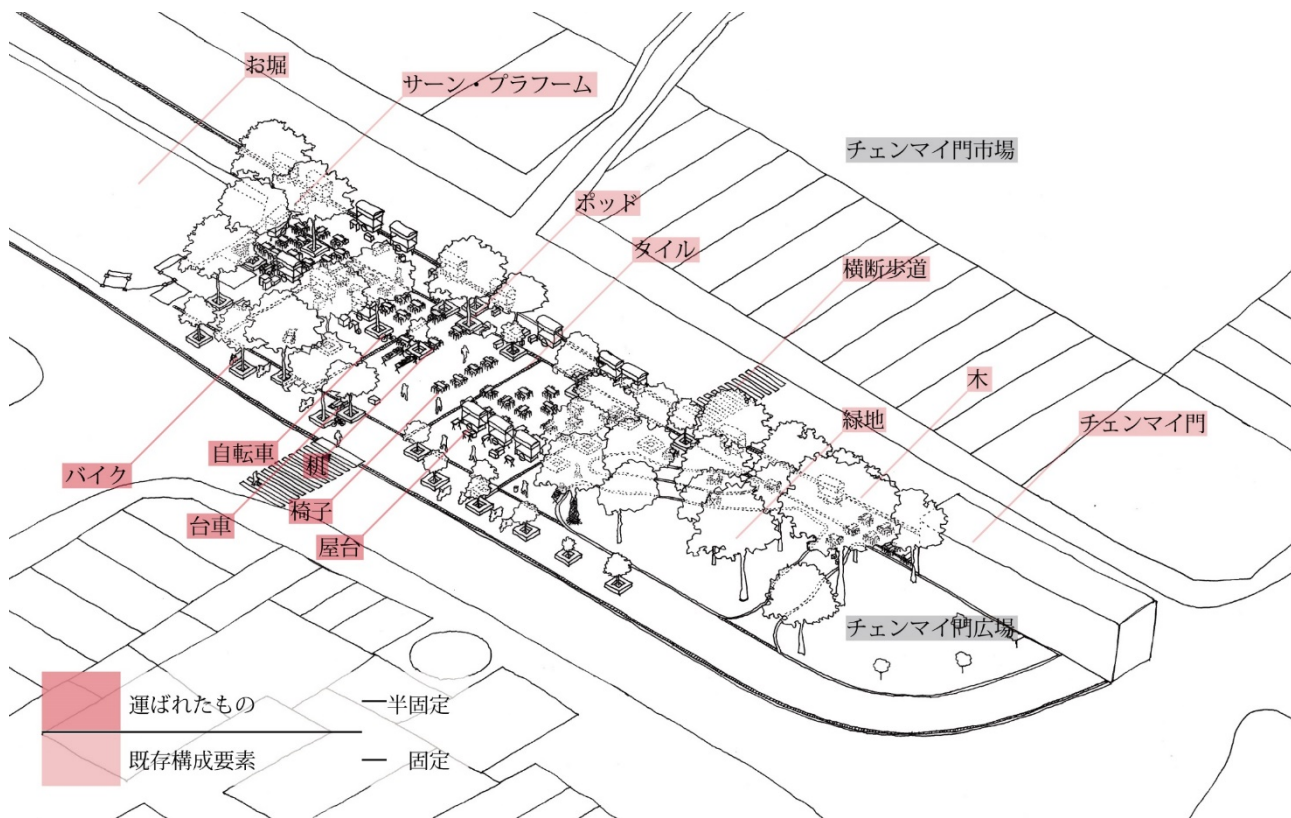 お堀
サーン・プラフーム
チェンマイ門市場
ポッド
タイル
横断歩道
木
緑地
チェンマイ門
自転車
机
バイク
台車
椅子
屋台
チェンマイ門広場
運ばれたもの
半固定
既存構成要素
固定